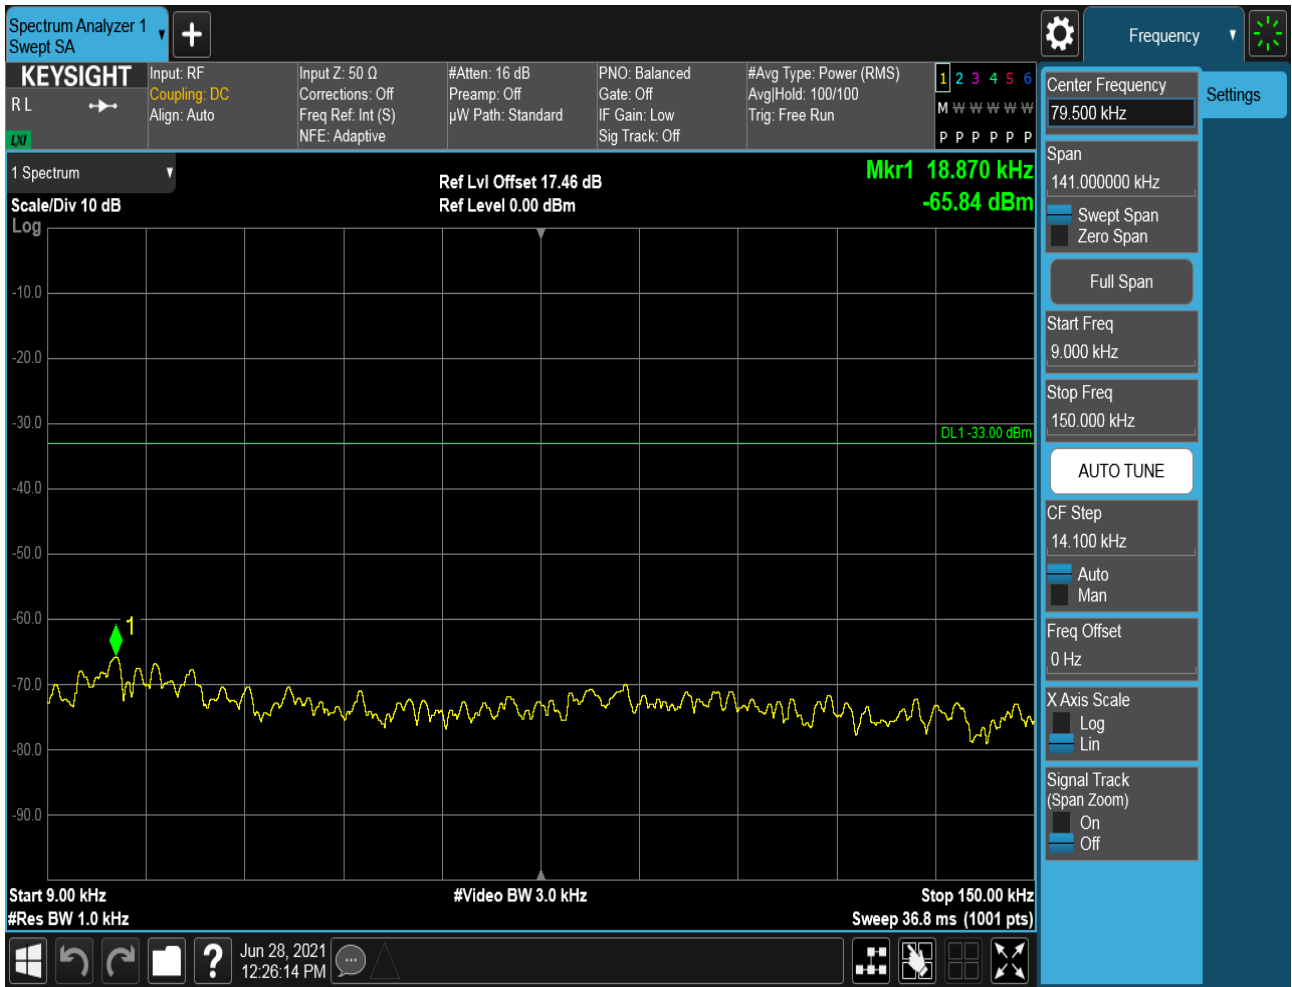 Spectrum Analyzer 1
Swept SA
Frequency
KEYSIGHT
R L
LXI
Input: RF
Coupling: DC
Align: Auto
Input Z: 50 Ω
Corrections: Off
Freq Ref: Int (S)
NFE: Adaptive
#Atten: 16 dB
Preamp: Off
µW Path: Standard
PNO: Balanced
Gate: Off
IF Gain: Low
Sig Track: Off
#Avg Type: Power (RMS)
Avg|Hold: 100/100
Trig: Free Run
1 2 3 4 5 6
M W W W W W
P P P P P P
1 Spectrum
Scale/Div 10 dB
Log
Ref Lvl Offset 17.46 dB
Ref Level 0.00 dBm
Mkr1 18.870 kHz
-65.84 dBm
-10.0
-20.0
-30.0
DL1 -33.00 dBm
-40.0
-50.0
-60.0
1
-70.0
-80.0
-90.0
Start 9.00 kHz
#Video BW 3.0 kHz
Stop 150.00 kHz
#Res BW 1.0 kHz
Sweep 36.8 ms (1001 pts)
Center Frequency
79.500 kHz
Settings
Span
141.000000 kHz
Swept Span
Zero Span
Full Span
Start Freq
9.000 kHz
Stop Freq
150.000 kHz
AUTO TUNE
CF Step
14.100 kHz
Auto
Man
Freq Offset
0 Hz
X Axis Scale
Log
Lin
Signal Track
(Span Zoom)
On
Off
?
Jun 28, 2021
12:26:14 PM